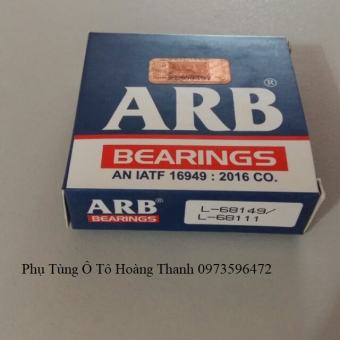 ARB®
BEARINGS
AN IATF 16949 : 2016 CO.
ARB®
BEARINGS
L-68149/
L-68111
Phụ Tùng Ô Tô Hoàng Thanh 0973596472